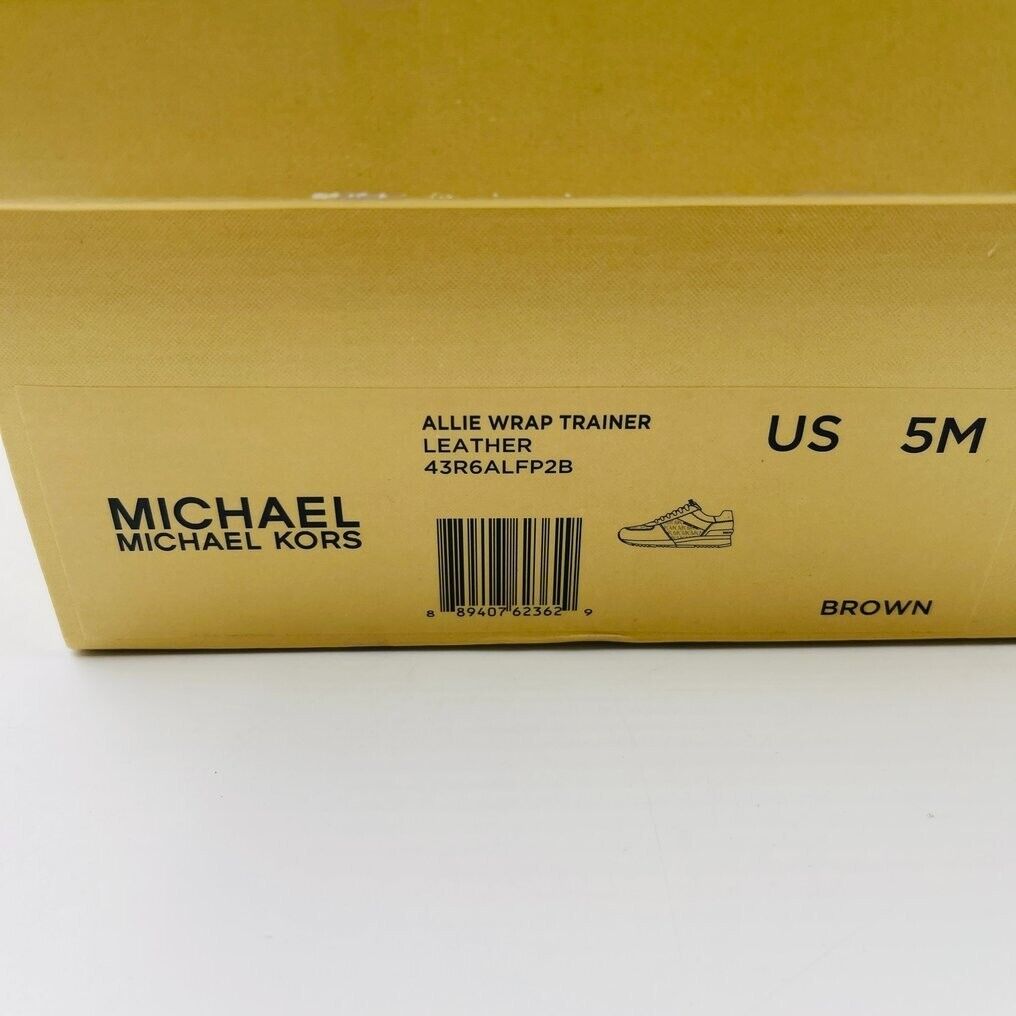 ALLIE WRAP TRAINER
LEATHER
43R6ALFP2B
US 5M
MICHAEL
MICHAEL KORS
8 89407 62362 9
BROWN